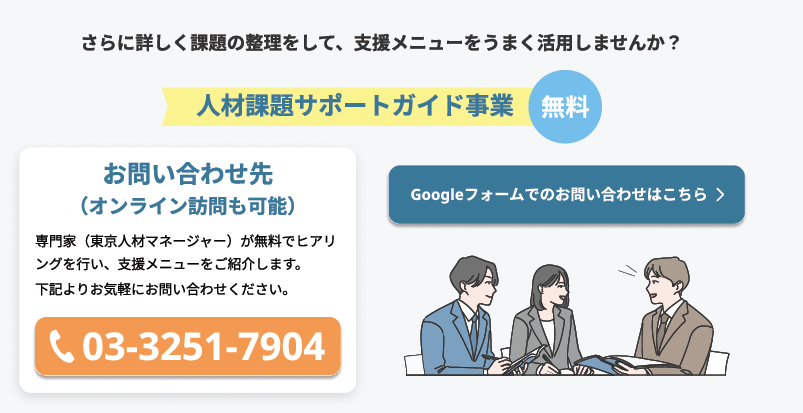 さらに詳しく課題の整理をして、支援メニューをうまく活用しませんか？
人材課題サポートガイド事業
無料
お問い合わせ先
（オンライン訪問も可能）
専門家（東京人材マネージャー）が無料でヒアリ
ングを行い、支援メニューをご紹介します。
下記よりお気軽にお問い合わせください。
03-3251-7904
Googleフォームでのお問い合わせはこちら